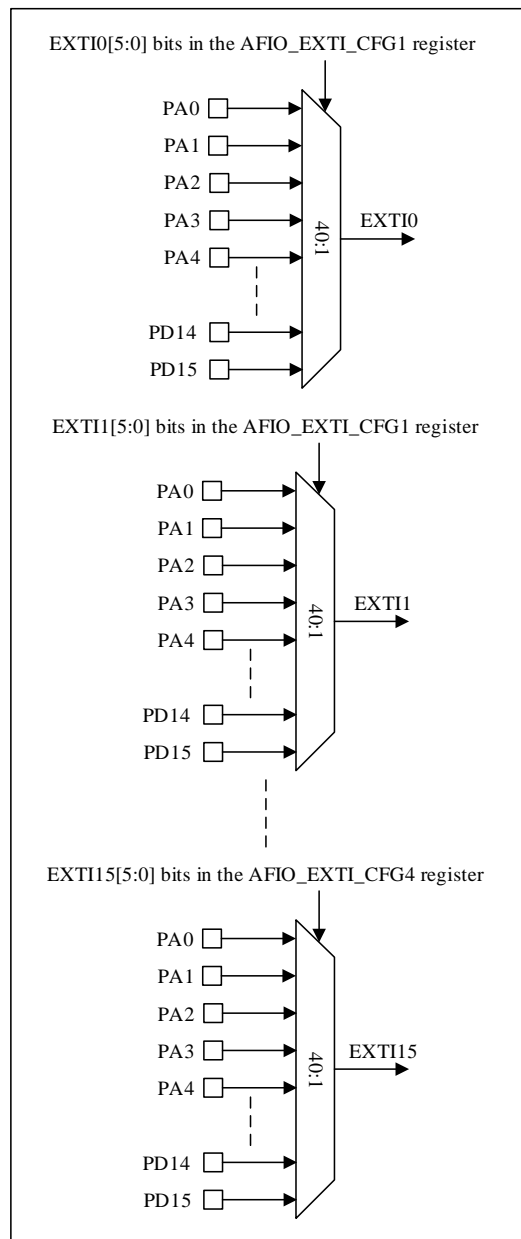 EXTI0[5:0] bits in the AFIO_EXTI_CFG1 register
PA0
PA1
PA2
PA3
PA4
PD14
PD15
40:1
EXTI0
EXTI1[5:0] bits in the AFIO_EXTI_CFG1 register
PA0
PA1
PA2
PA3
PA4
PD14
PD15
40:1
EXTI1
EXTI15[5:0] bits in the AFIO_EXTI_CFG4 register
PA0
PA1
PA2
PA3
PA4
PD14
PD15
40:1
EXTI15